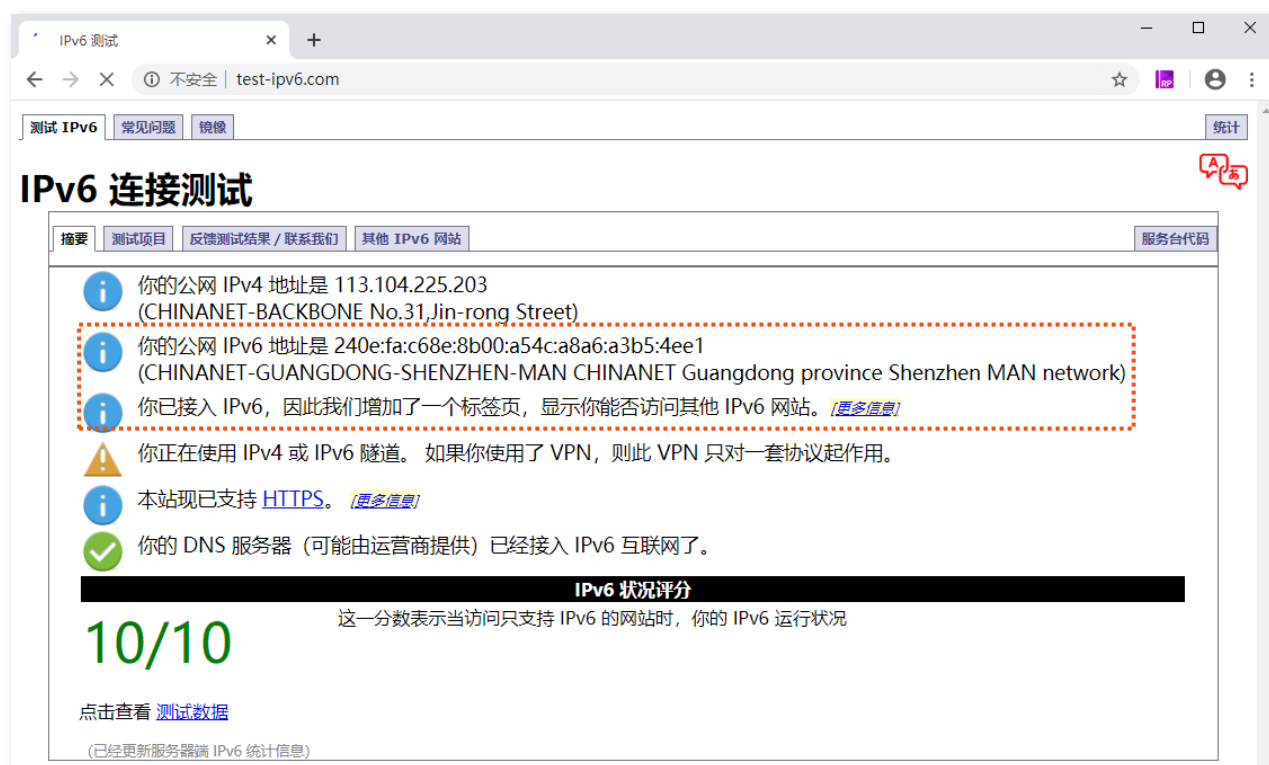 IPv6 测试
不安全 | test-ipv6.com
RP
测试 IPv6 常见问题 镜像 统计
A あ
IPv6 连接测试
摘要 测试项目 反馈测试结果 / 联系我们 其他 IPv6 网站 服务台代码
你的公网 IPv4 地址是 113.104.225.203
(CHINANET-BACKBONE No.31,Jin-rong Street)
你的公网 IPv6 地址是 240e:fa:c68e:8b00:a54c:a8a6:a3b5:4ee1
(CHINANET-GUANGDONG-SHENZHEN-MAN CHINANET Guangdong province Shenzhen MAN network)
你已接入 IPv6，因此我们增加了一个标签页，显示你能否访问其他 IPv6 网站。 [更多信息]
你正在使用 IPv4 或 IPv6 隧道。 如果你使用了 VPN，则此 VPN 只对一套协议起作用。
本站现已支持 HTTPS。 [更多信息]
你的 DNS 服务器（可能由运营商提供）已经接入 IPv6 互联网了。
IPv6 状况评分
10/10 这一分数表示当访问只支持 IPv6 的网站时，你的 IPv6 运行状况
点击查看 测试数据
(已经更新服务器端 IPv6 统计信息)